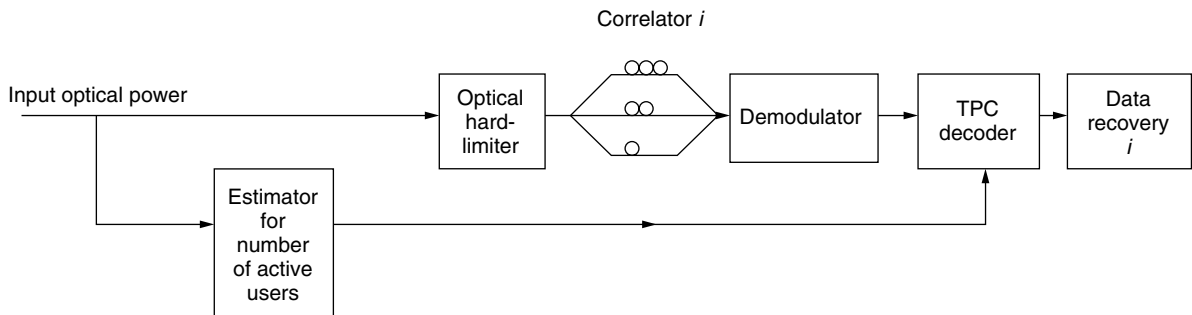 Correlator i
Input optical power
Optical
hard-
limiter
Demodulator
TPC
decoder
Data
recovery
i
Estimator
for
number
of active
users